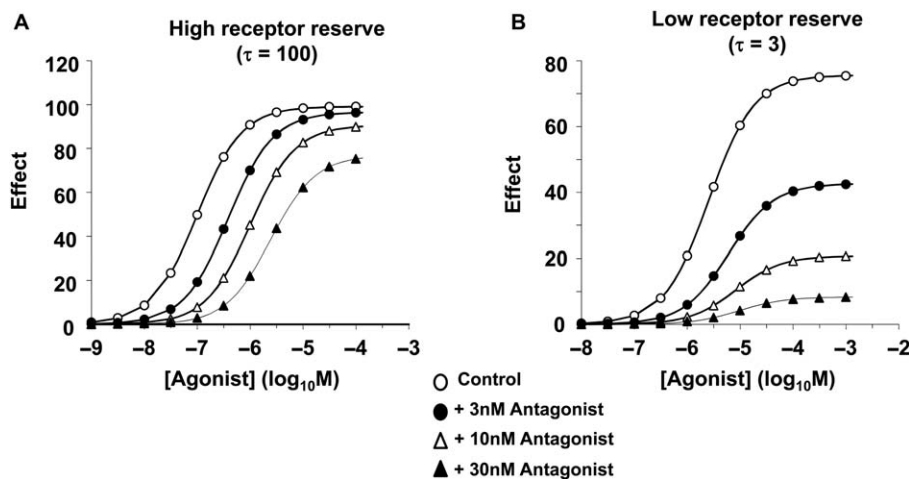 A
High receptor reserve
(τ = 100)
120
100
80
60
40
20
0
Effect
–9
–8
–7
–6
–5
–4
–3
[Agonist] (log₁₀M)
B
Low receptor reserve
(τ = 3)
80
60
40
20
0
Effect
–8
–7
–6
–5
–4
–3
–2
[Agonist] (log₁₀M)
Control
+ 3nM Antagonist
+ 10nM Antagonist
+ 30nM Antagonist